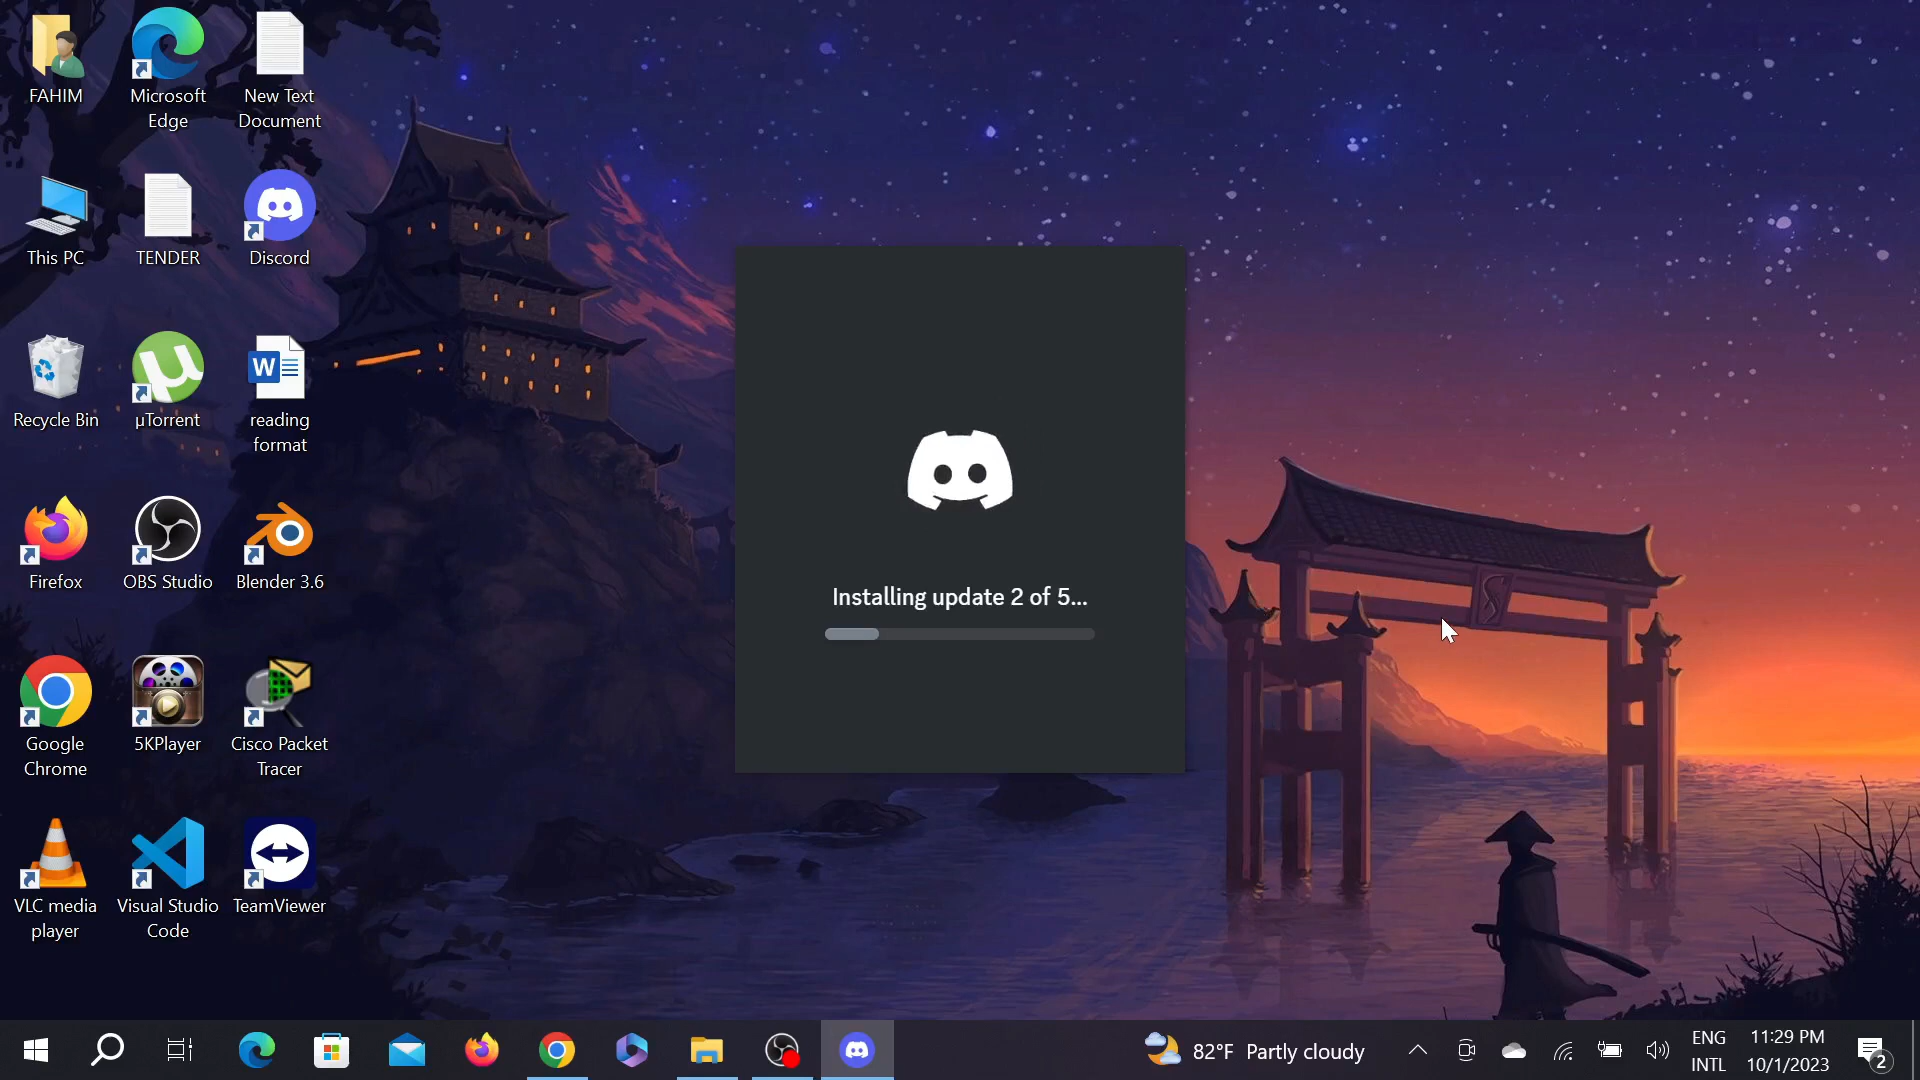 FAHIM
Microsoft
Edge
New Text
Document
This PC
TENDER
Discord
Recycle Bin
µTorrent
W
reading
format
Firefox
OBS Studio
Blender 3.6
Google
Chrome
5KPlayer
Cisco Packet
Tracer
VLC media
player
Visual Studio
Code
TeamViewer
Installing update 2 of 5...
82°F Partly cloudy
ENG
INTL
11:29 PM
10/1/2023
2